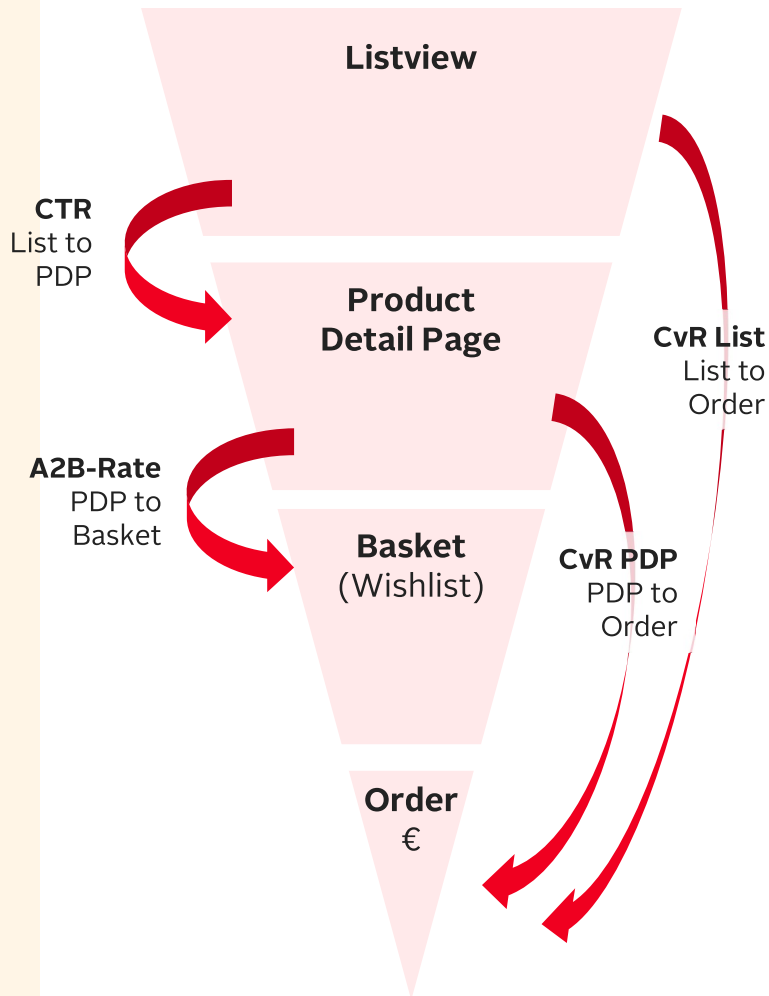 Listview
CTR
List to
PDP
Product
Detail Page
CvR List
List to
Order
A2B-Rate
PDP to
Basket
Basket
(Wishlist)
CvR PDP
PDP to
Order
Order
€